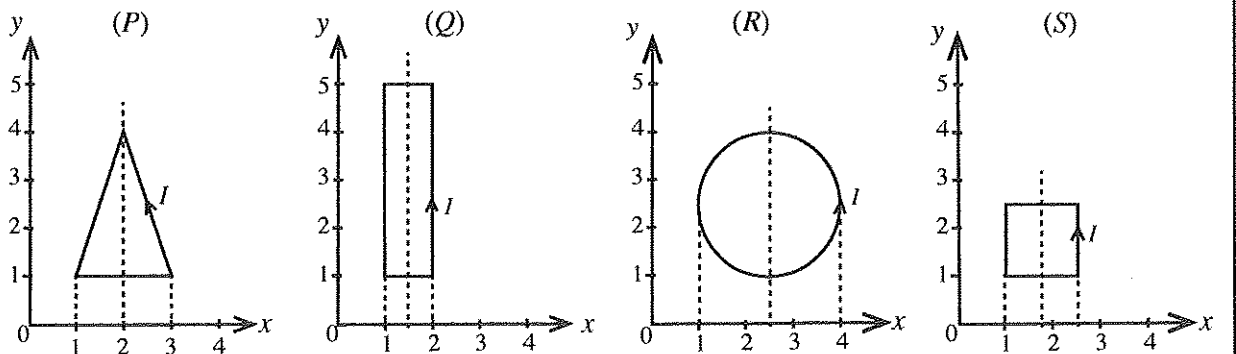 (P) (Q) (R) (S)
y y y y
5 5 5 5
4 4 4 4
3 I 3 3 I 3
2 2 I 2 2 I
1 1 1 1
0 1 2 3 4 x 0 1 2 3 4 x 0 1 2 3 4 x 0 1 2 3 4 x